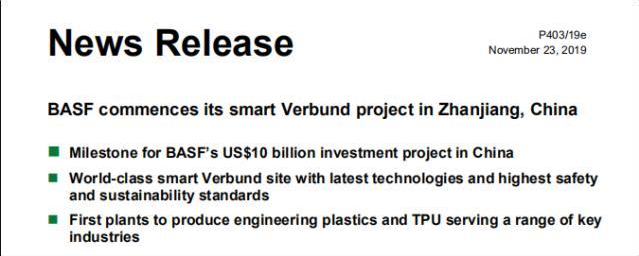 News Release
P403/19e
November 23, 2019
BASF commences its smart Verbund project in Zhanjiang, China
Milestone for BASF's US$10 billion investment project in China
World-class smart Verbund site with latest technologies and highest safety
and sustainability standards
First plants to produce engineering plastics and TPU serving a range of key
industries